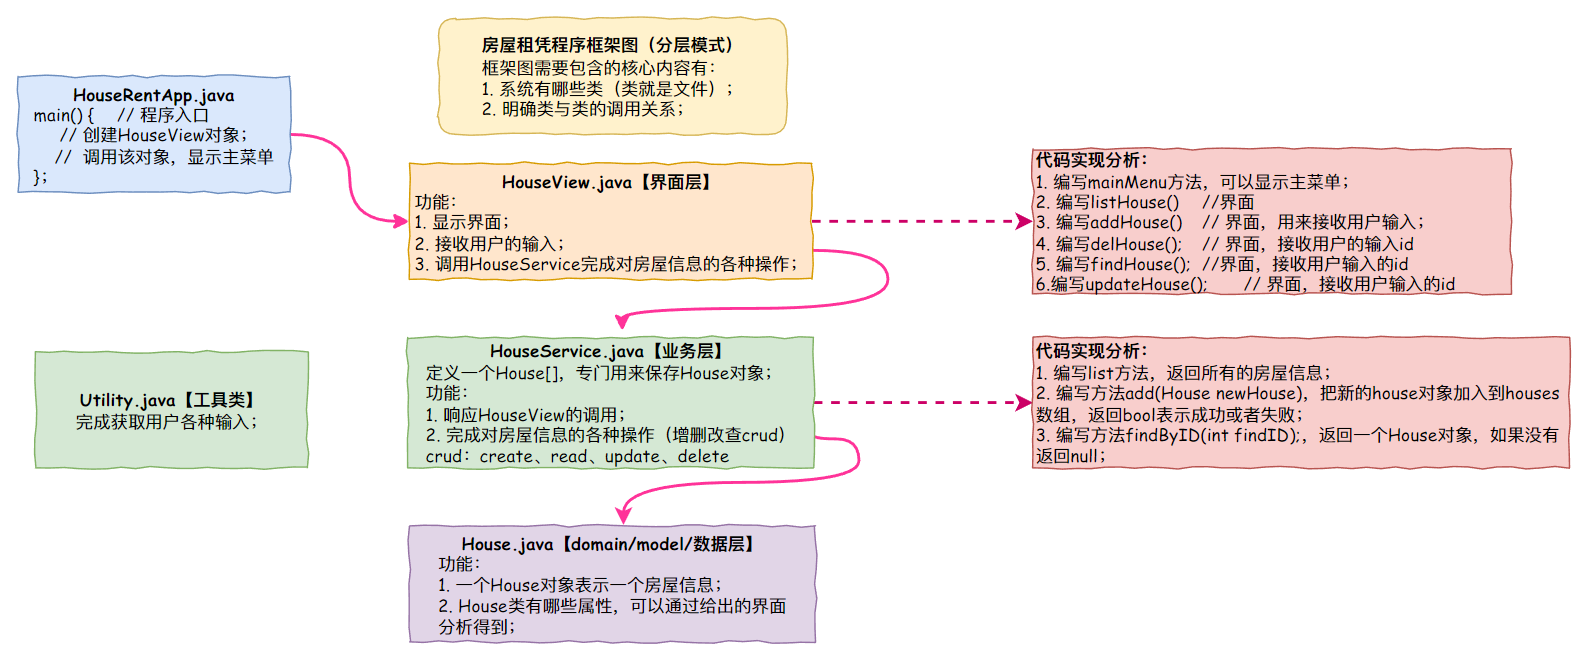 房屋租凭程序框架图（分层模式）
框架图需要包含的核心内容有：
1. 系统有哪些类（类就是文件）；
2. 明确类与类的调用关系；
HouseRentApp.java
main() { // 程序入口
// 创建HouseView对象；
// 调用该对象，显示主菜单
};
HouseView.java【界面层】
功能：
1. 显示界面；
2. 接收用户的输入；
3. 调用HouseService完成对房屋信息的各种操作；
代码实现分析：
1. 编写mainMenu方法，可以显示主菜单；
2. 编写listHouse() //界面
3. 编写addHouse() // 界面，用来接收用户输入；
4. 编写delHouse(); // 界面，接收用户的输入id
5. 编写findHouse(); //界面，接收用户输入的id
6.编写updateHouse(); // 界面，接收用户输入的id
Utility.java【工具类】
完成获取用户各种输入；
HouseService.java【业务层】
定义一个House[]，专门用来保存House对象；
功能：
1. 响应HouseView的调用；
2. 完成对房屋信息的各种操作（增删改查crud）
crud：create、read、update、delete
代码实现分析：
1. 编写list方法，返回所有的房屋信息；
2. 编写方法add(House newHouse)，把新的house对象加入到houses
数组，返回bool表示成功或者失败；
3. 编写方法findByID(int findID);，返回一个House对象，如果没有
返回null；
House.java【domain/model/数据层】
功能：
1. 一个House对象表示一个房屋信息；
2. House类有哪些属性，可以通过给出的界面
分析得到；